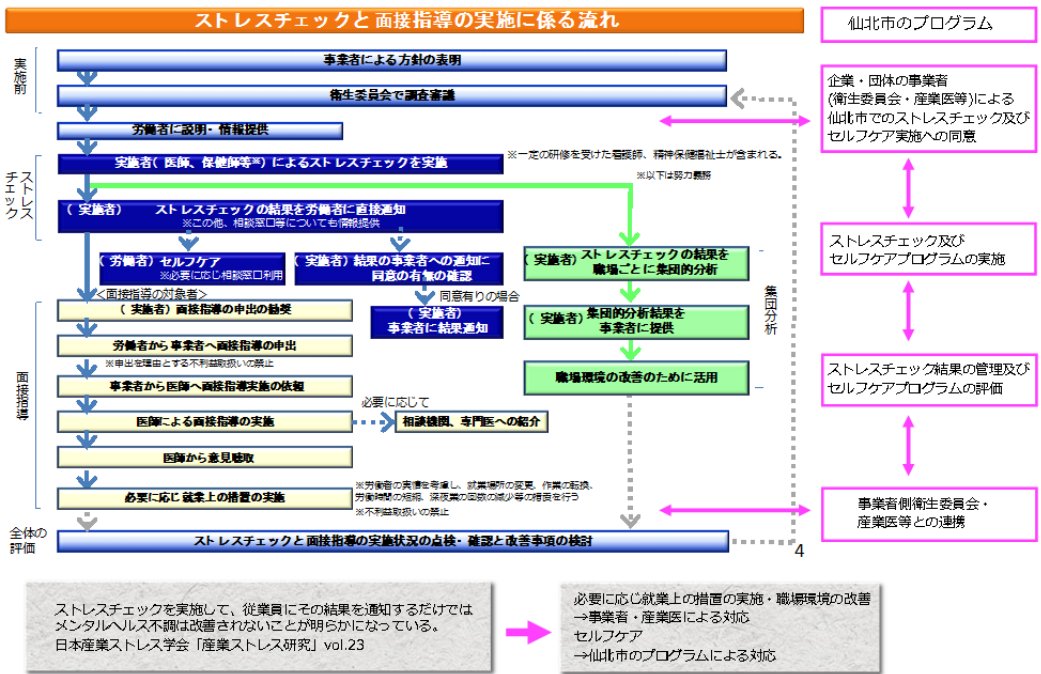 ストレスチェックと面接指導の実施に係る流れ
仙北市のプログラム
実施前
事業者による方針の表明
衛生委員会で調査審議
労働者に説明・情報提供
企業・団体の事業者
(衛生委員会・産業医等)による
仙北市でのストレスチェック及び
セルフケア実施への同意
ストレス
チェック
実施者(医師、保健師等※)によるストレスチェックを実施
※一定の研修を受けた看護師、精神保健福祉士が含まれる。
※以下は努力義務
(実施者) ストレスチェックの結果を労働者に直接通知
※この他、相談窓口等についても情報提供
(労働者) セルフケア
※必要に応じ相談窓口利用
(実施者) 結果の事業者への通知に
同意の有無の確認
同意有りの場合
(実施者)
事業者に結果通知
(実施者) ストレスチェックの結果を
職場ごとに集団的分析
(実施者) 集団的分析結果を
事業者に提供
職場環境の改善のために活用
集団分析
ストレスチェック及び
セルフケアプログラムの実施
面接指導
<面接指導の対象者>
(実施者) 面接指導の申出の勧奨
労働者から事業者へ面接指導の申出
※申出を理由とする不利益取扱いの禁止
事業者から医師へ面接指導実施の依頼
医師による面接指導の実施
必要に応じて
相談機関、専門医への紹介
医師から意見聴取
必要に応じ就業上の措置の実施
※労働者の実情を考慮し、就業場所の変更、作業の転換、
労働時間の短縮、深夜業の回数の減少等の措置を行う
※不利益取扱いの禁止
ストレスチェック結果の管理及び
セルフケアプログラムの評価
事業者側衛生委員会・
産業医等との連携
全体の
評価
ストレスチェックと面接指導の実施状況の点検・確認と改善事項の検討
4
ストレスチェックを実施して、従業員にその結果を通知するだけでは
メンタルヘルス不調は改善されないことが明らかになっている。
日本産業ストレス学会「産業ストレス研究」vol.23
必要に応じ就業上の措置の実施・職場環境の改善
→事業者・産業医による対応
セルフケア
→仙北市のプログラムによる対応